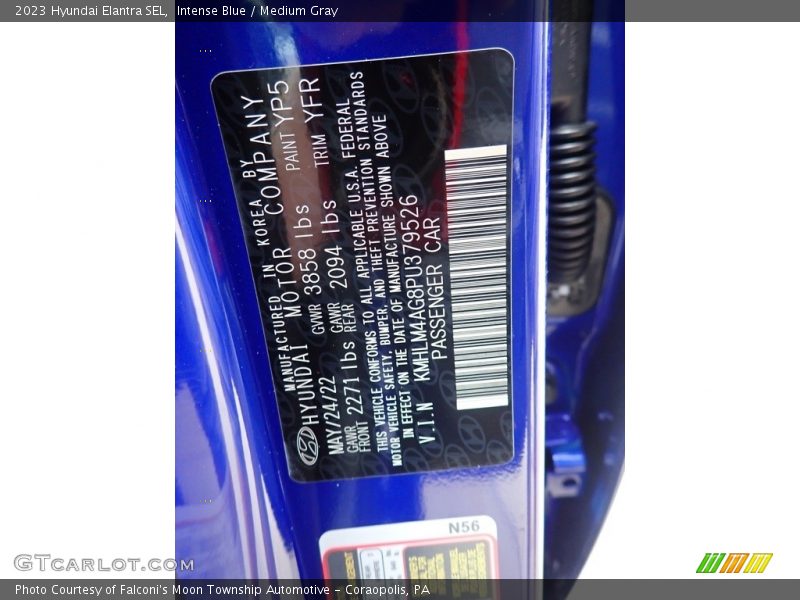 2023 Hyundai Elantra SEL, Intense Blue / Medium Gray
MANUFACTURED IN KOREA BY
HYUNDAI MOTOR COMPANY
MAY/24/22 GVWR 3858 lbs PAINT YP5
GAWR FRONT 2271 lbs GAWR REAR 2094 lbs TRIM YFR
THIS VEHICLE CONFORMS TO ALL APPLICABLE U.S.A. FEDERAL
MOTOR VEHICLE SAFETY, BUMPER, AND THEFT PREVENTION STANDARDS
IN EFFECT ON THE DATE OF MANUFACTURE SHOWN ABOVE
V.I.N KMHLM4AG8PU379526
PASSENGER CAR
N56
GTcarlot.com
Photo Courtesy of Falconi's Moon Township Automotive - Coraopolis, PA